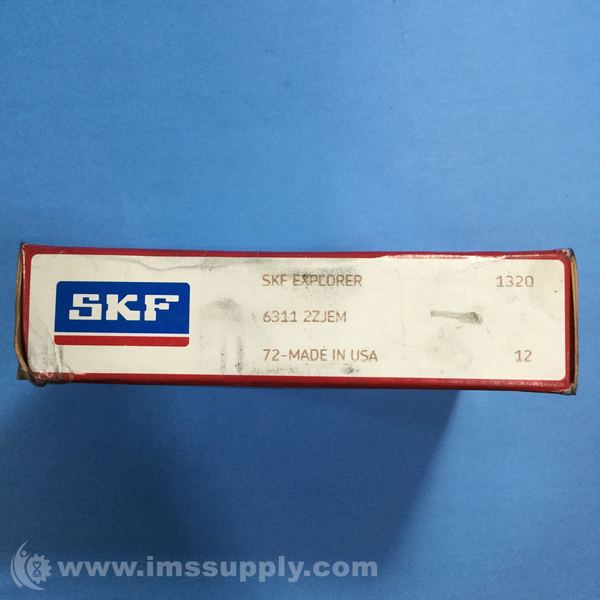 SKF
SKF EXPLORER 1320
6311 2ZJEM
72-MADE IN USA 12
www.imssupply.com